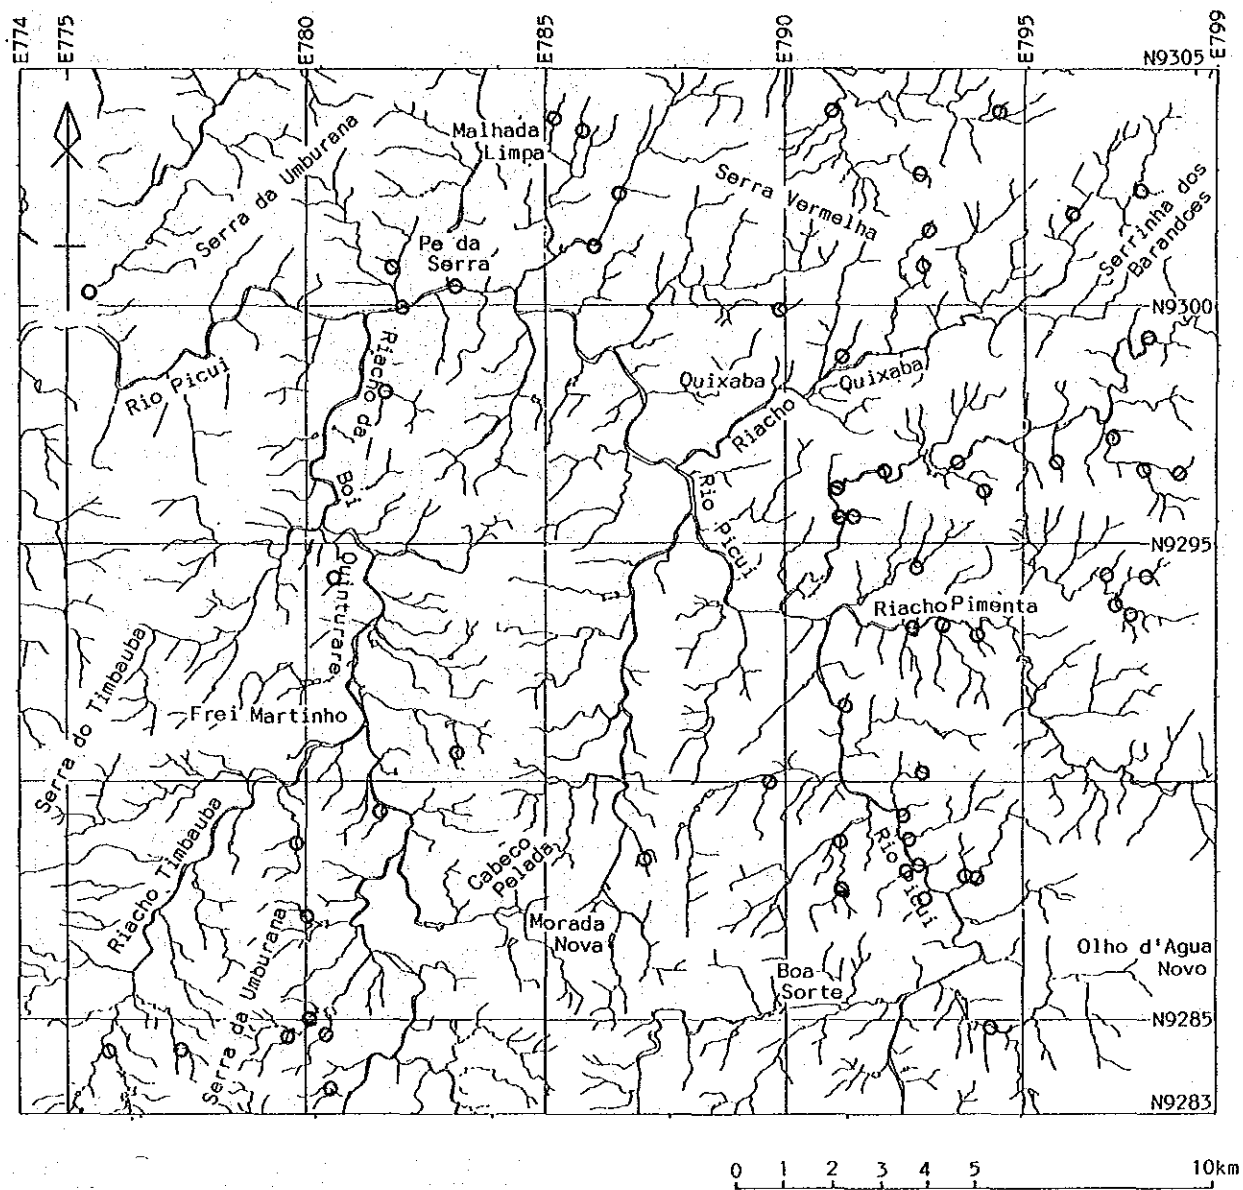 E774
E775
E780
E785
E790
E795
E799
N9305
Malhada
Limpa
Serra da Umburana
Serra Vermelha
Serrinha dos
Barandoes
Pe da
Serra
N9300
Rio Picui
Riacho da
Boi
Quixaba
Quixaba
Riacho
Rio Picui
N9295
Quinturare
Riacho Pimenta
Serra do Timbauba
Frei Martinho
Riacho Timbauba
Cabeco
Pelada
Rio
Morada
Nova
Serra da Umburana
Olho d'Agua
Novo
Boa
Sorte
N9285
N9283
0 1 2 3 4 5 10km